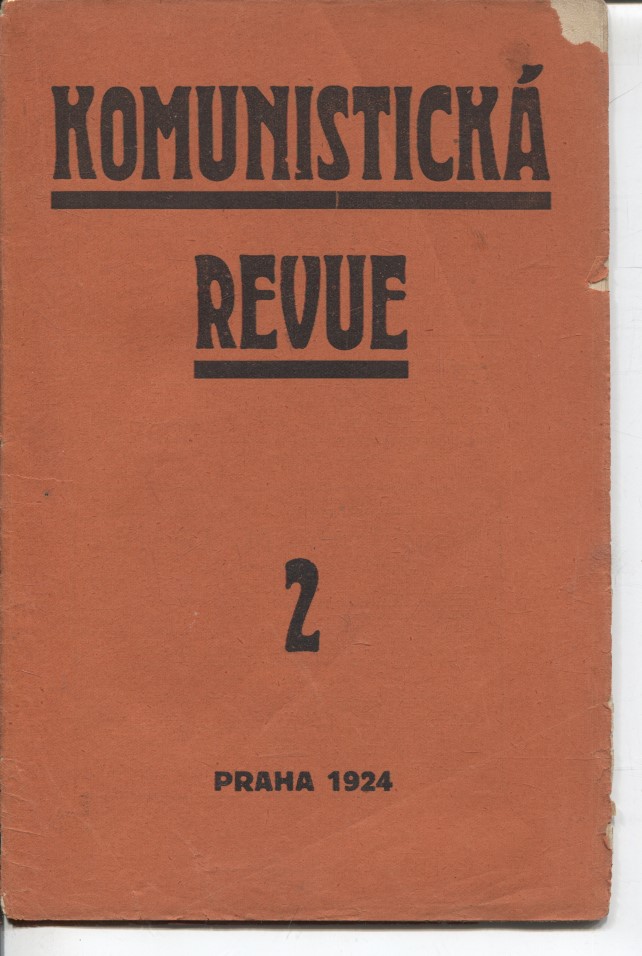 KOMUNISTICKÁ
REVUE
2
PRAHA 1924